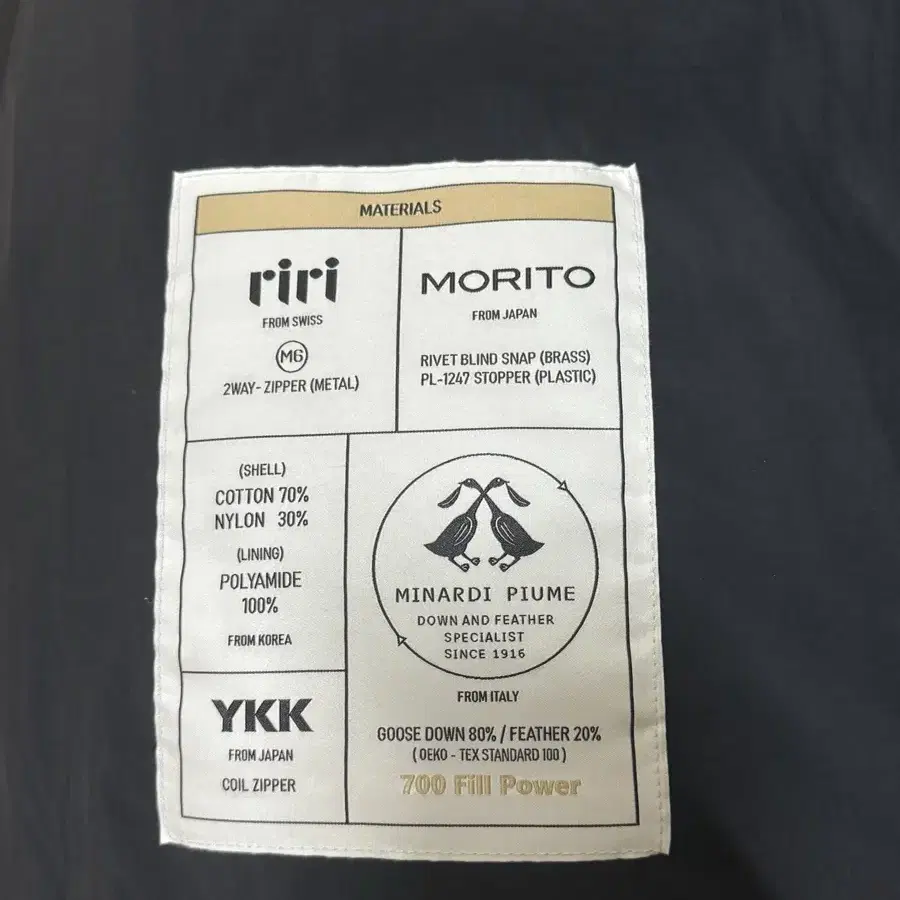 MATERIALS
riri
FROM SWISS
M6
2WAY- ZIPPER (METAL)
MORITO
FROM JAPAN
RIVET BLIND SNAP (BRASS)
PL-1247 STOPPER (PLASTIC)
(SHELL)
COTTON 70%
NYLON 30%
(LINING)
POLYAMIDE
100%
FROM KOREA
YKK
FROM JAPAN
COIL ZIPPER
MINARDI PIUME
DOWN AND FEATHER
SPECIALIST
SINCE 1916
FROM ITALY
GOOSE DOWN 80% / FEATHER 20%
( OEKO - TEX STANDARD 100 )
700 Fill Power